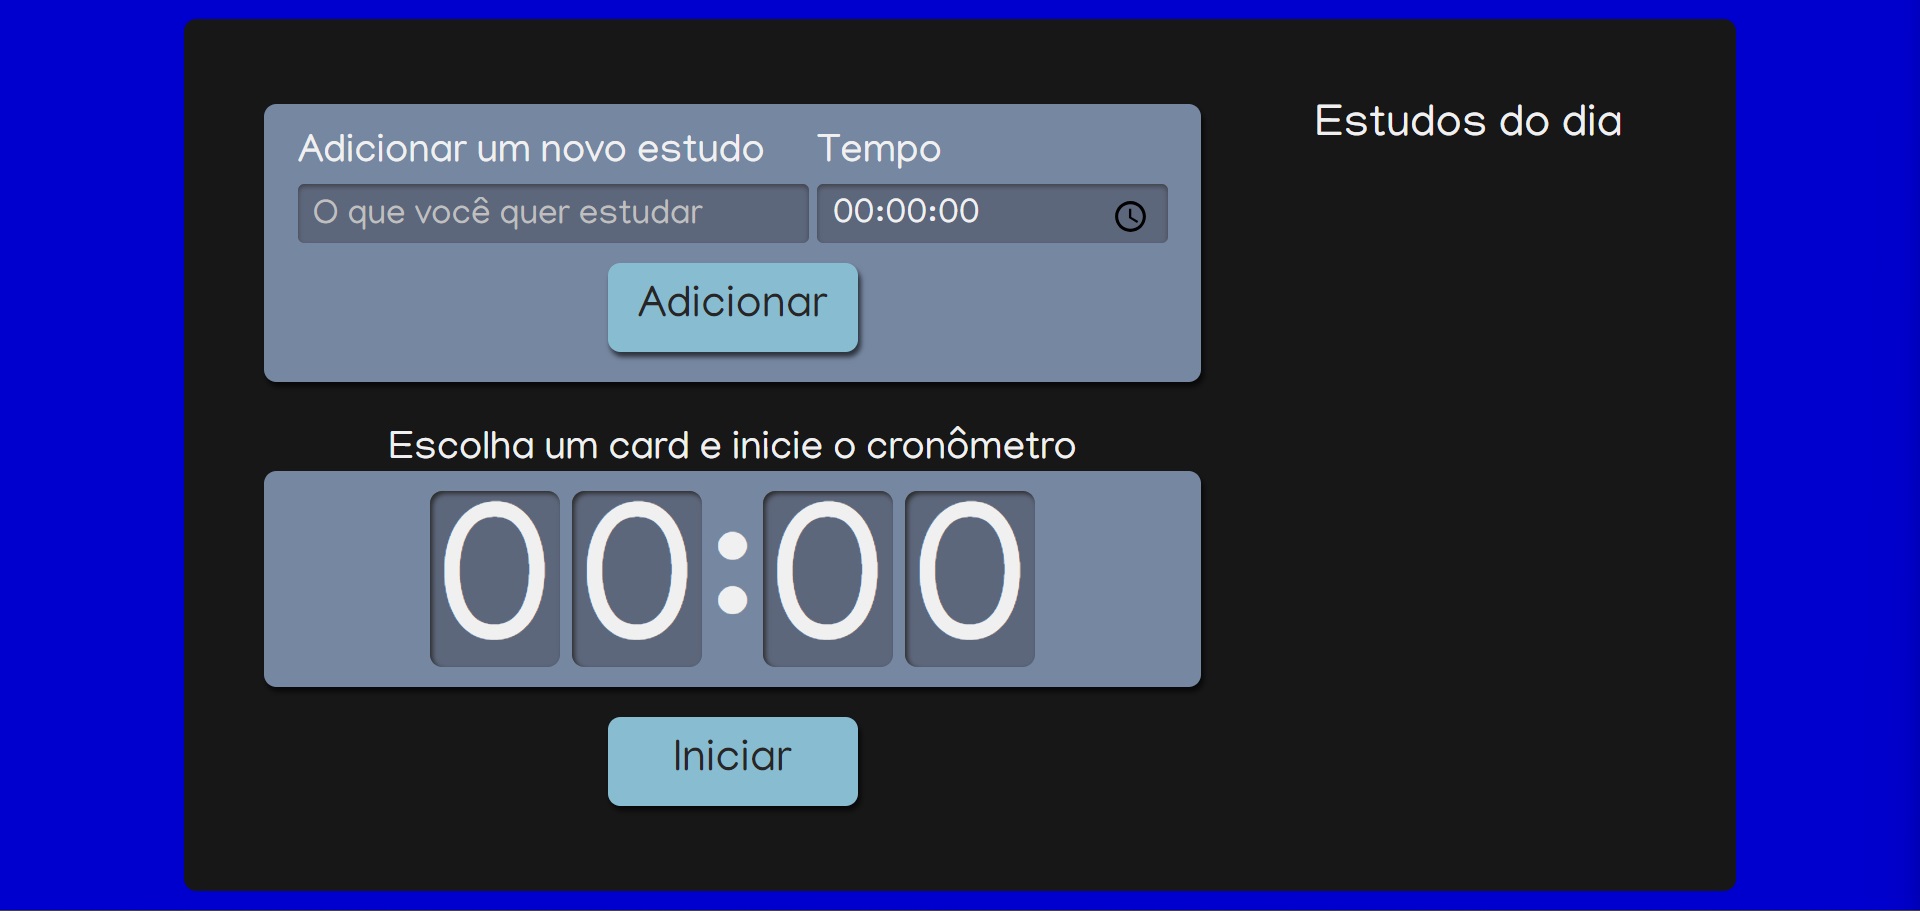 Adicionar um novo estudo
Tempo
O que você quer estudar
00:00:00
Adicionar
Escolha um card e inicie o cronômetro
00:00
Iniciar
Estudos do dia